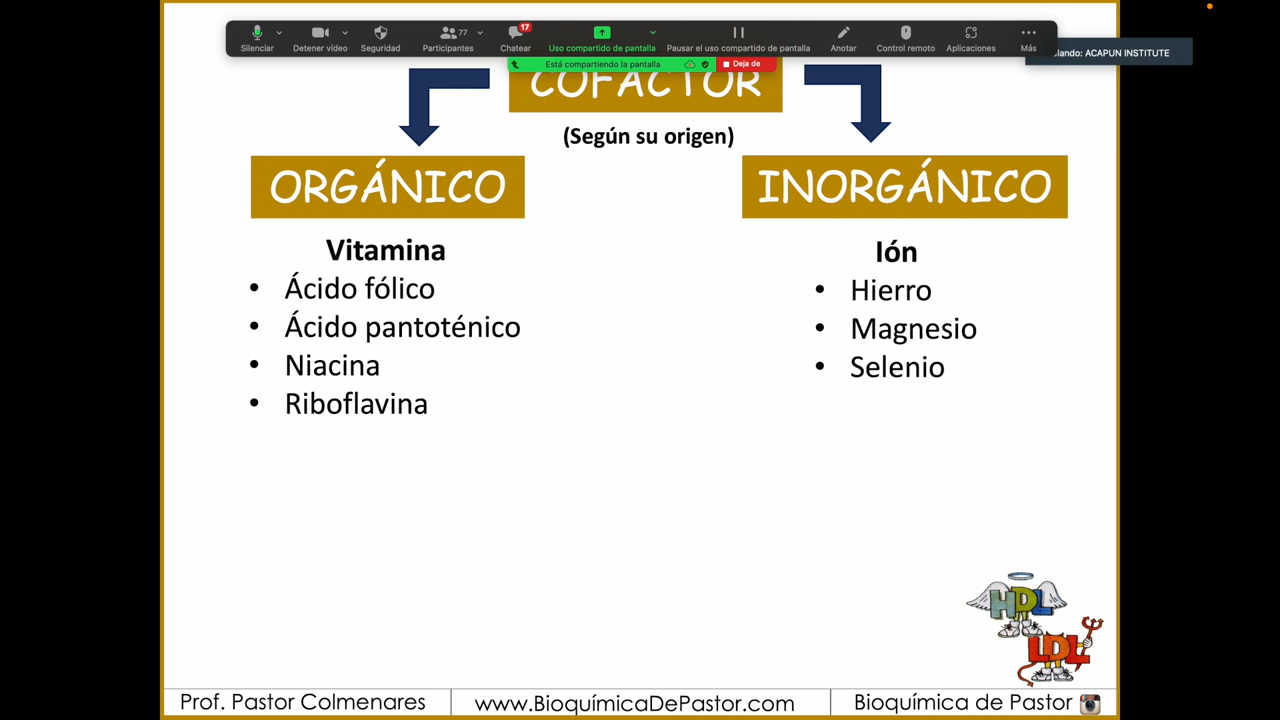 77
17
Silenciar
Detener vídeo
Seguridad
Participantes
Chatear
Uso compartido de pantalla
Pausar el uso compartido de pantalla
Anotar
Control remoto
Aplicaciones
Más
lando: ACAPUN INSTITUTE
Está compartiendo la pantalla
Deja de
COFACTOR
(Según su origen)
ORGÁNICO
Vitamina
• Ácido fólico
• Ácido pantoténico
• Niacina
• Riboflavina
INORGÁNICO
Ión
• Hierro
• Magnesio
• Selenio
HDL
LDL
Prof. Pastor Colmenares
www.BioquímicaDePastor.com
Bioquímica de Pastor